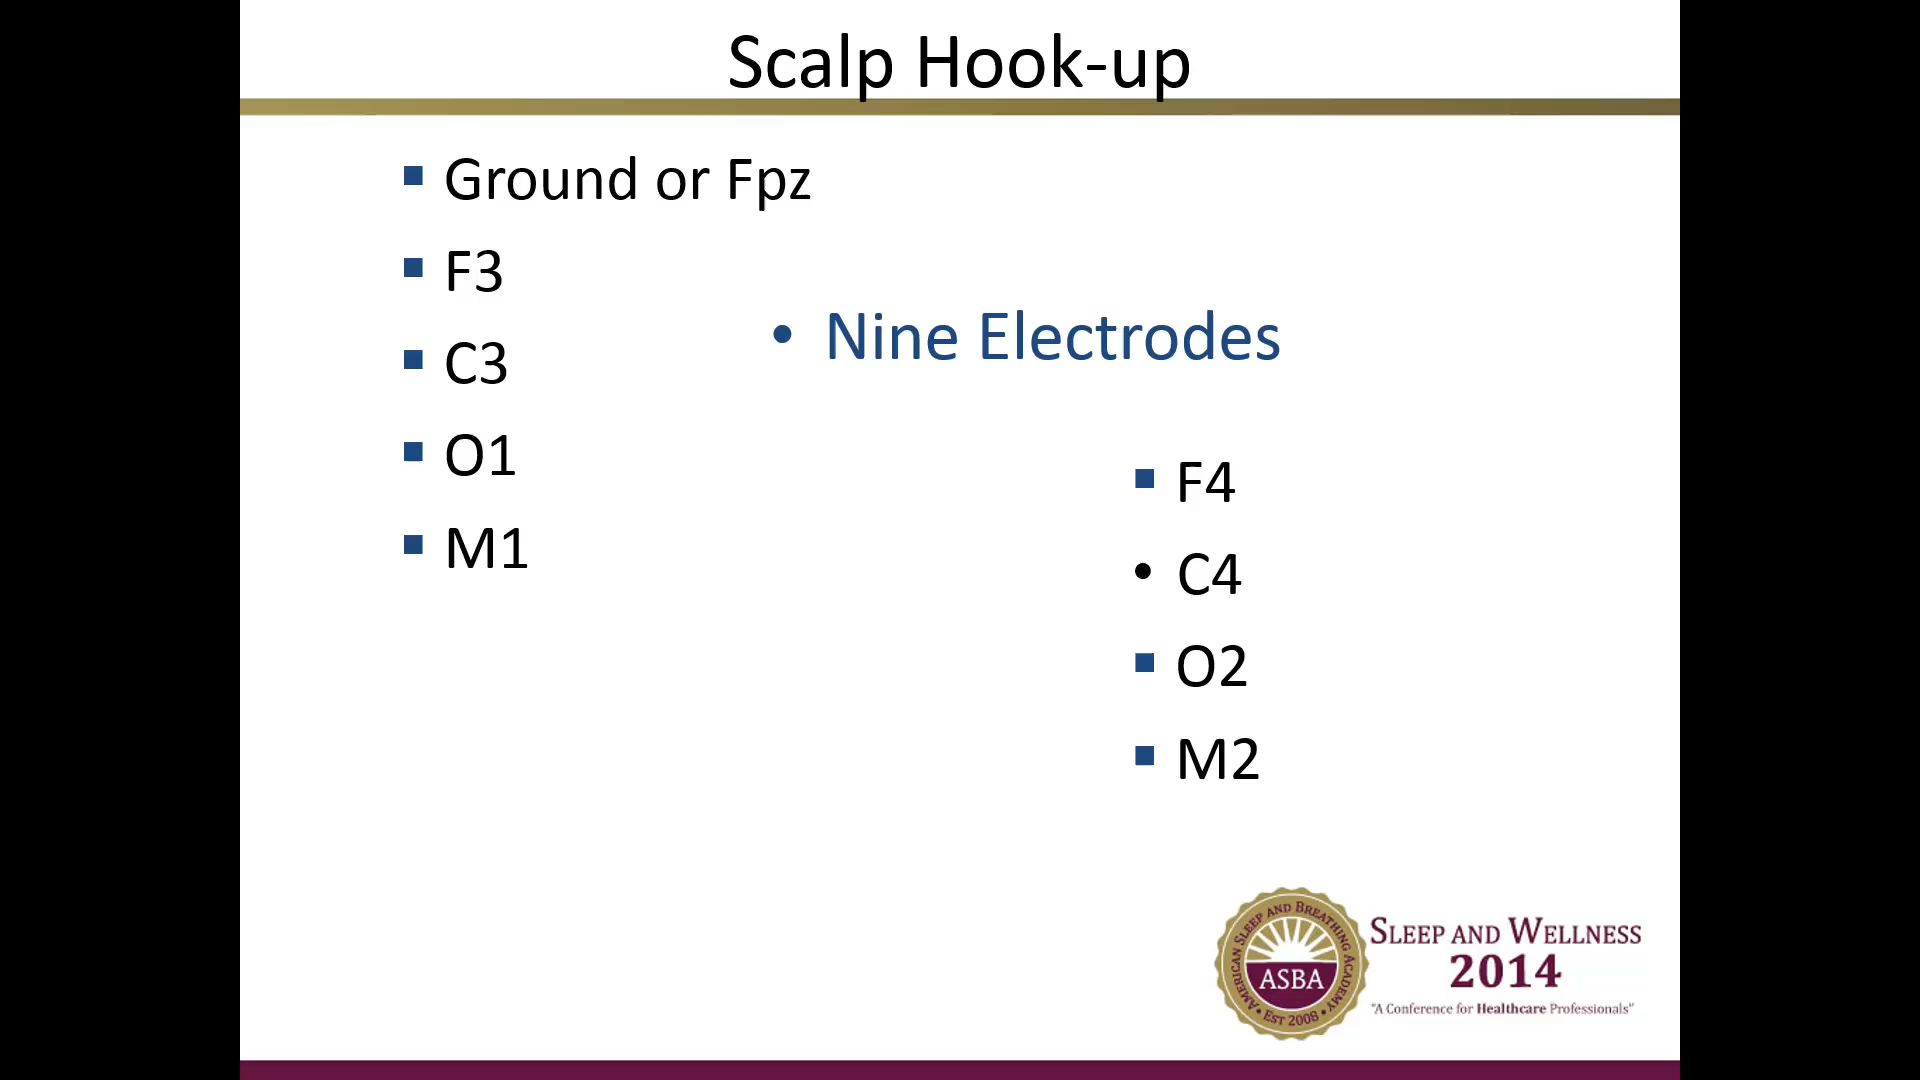 Scalp Hook-up
Ground or Fpz
F3
C3
O1
M1
Nine Electrodes
F4
C4
O2
M2
AMERICAN SLEEP AND BREATHING ACADEMY
ASBA
EST 2008
SLEEP AND WELLNESS
2014
"A Conference for Healthcare Professionals"